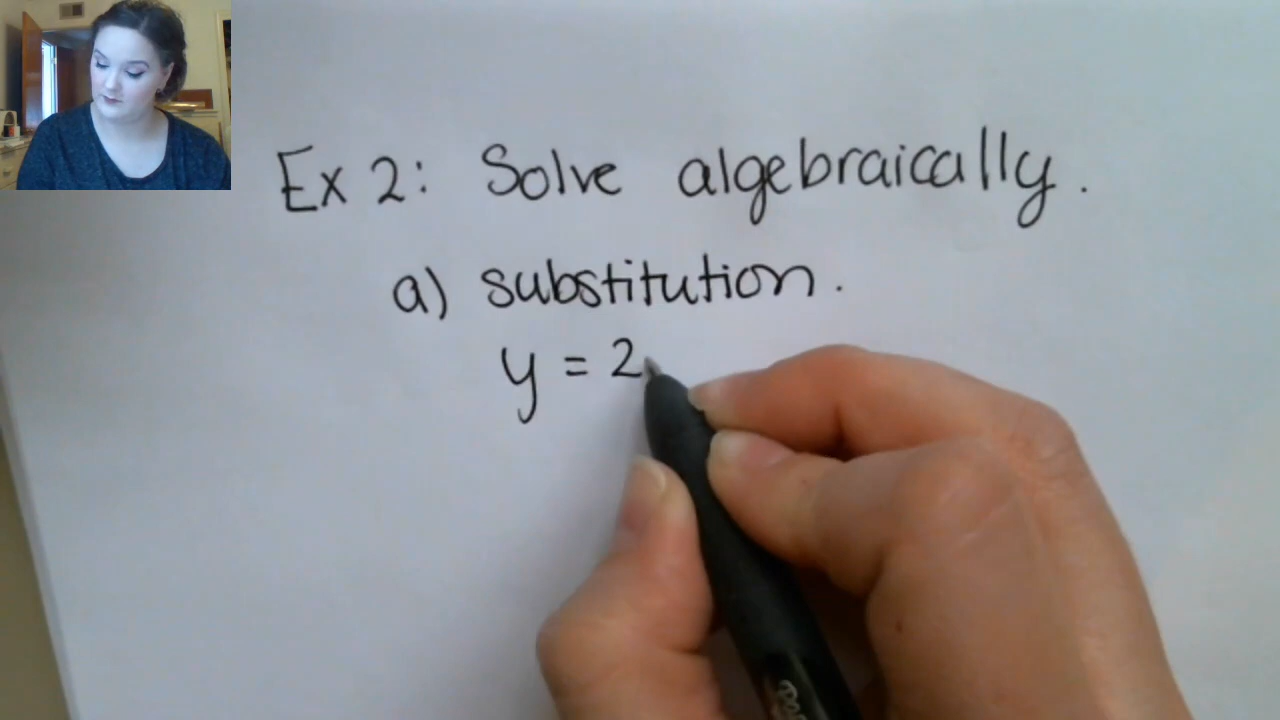 Ex 2: Solve algebraically.
a) substitution.
y = 2